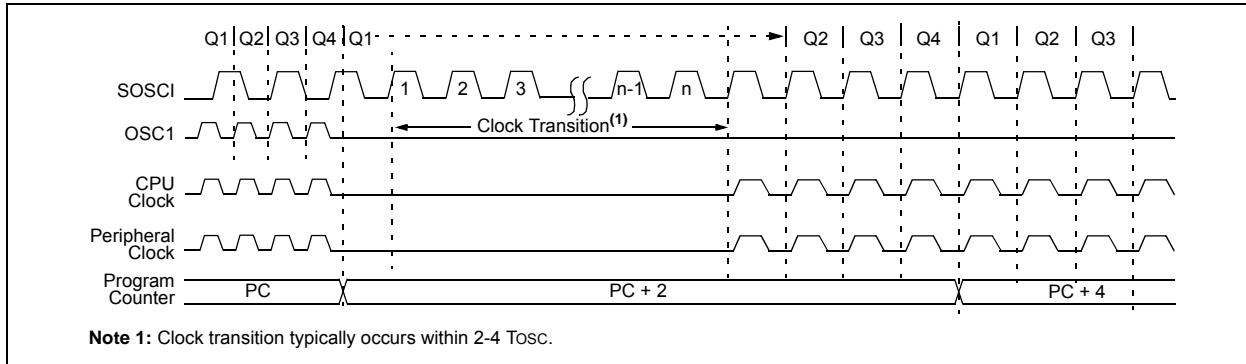 Q1 Q2 Q3 Q4 Q1 Q2 Q3 Q4 Q1 Q2 Q3
SOSCI 1 2 3 n-1 n
OSC1 Clock Transition(1)
CPU
Clock
Peripheral
Clock
Program
Counter PC PC + 2 PC + 4
Note 1: Clock transition typically occurs within 2-4 TOSC.